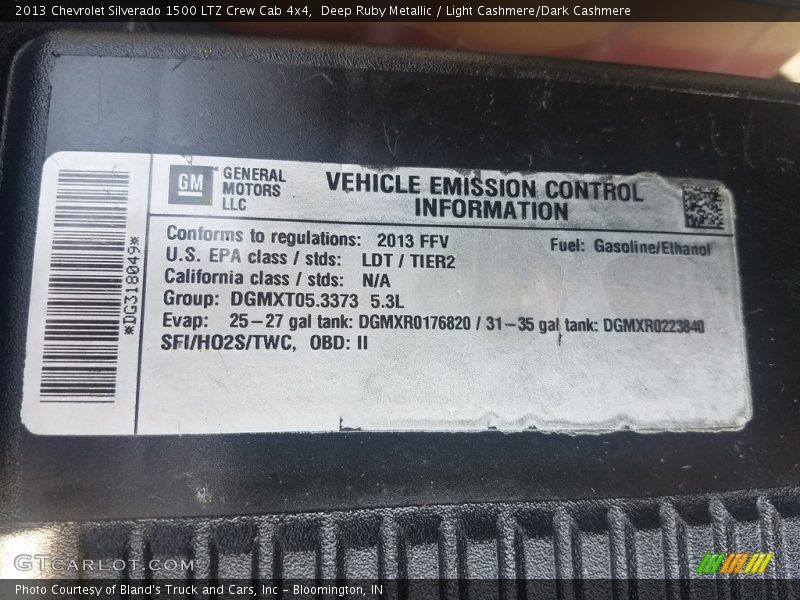 2013 Chevrolet Silverado 1500 LTZ Crew Cab 4x4,  Deep Ruby Metallic / Light Cashmere/Dark Cashmere
GM
GENERAL
MOTORS
LLC
VEHICLE EMISSION CONTROL
INFORMATION
*DG318049*
Conforms to regulations: 2013 FFV
Fuel: Gasoline/Ethanol
U.S. EPA class / stds: LDT / TIER2
California class / stds: N/A
Group: DGMXT05.3373 5.3L
Evap: 25-27 gal tank: DGMXR0176820 / 31-35 gal tank: DGMXR0223840
SFI/HO2S/TWC, OBD: II
GTCARLOT.COM
Photo Courtesy of Bland's Truck and Cars, Inc - Bloomington, IN